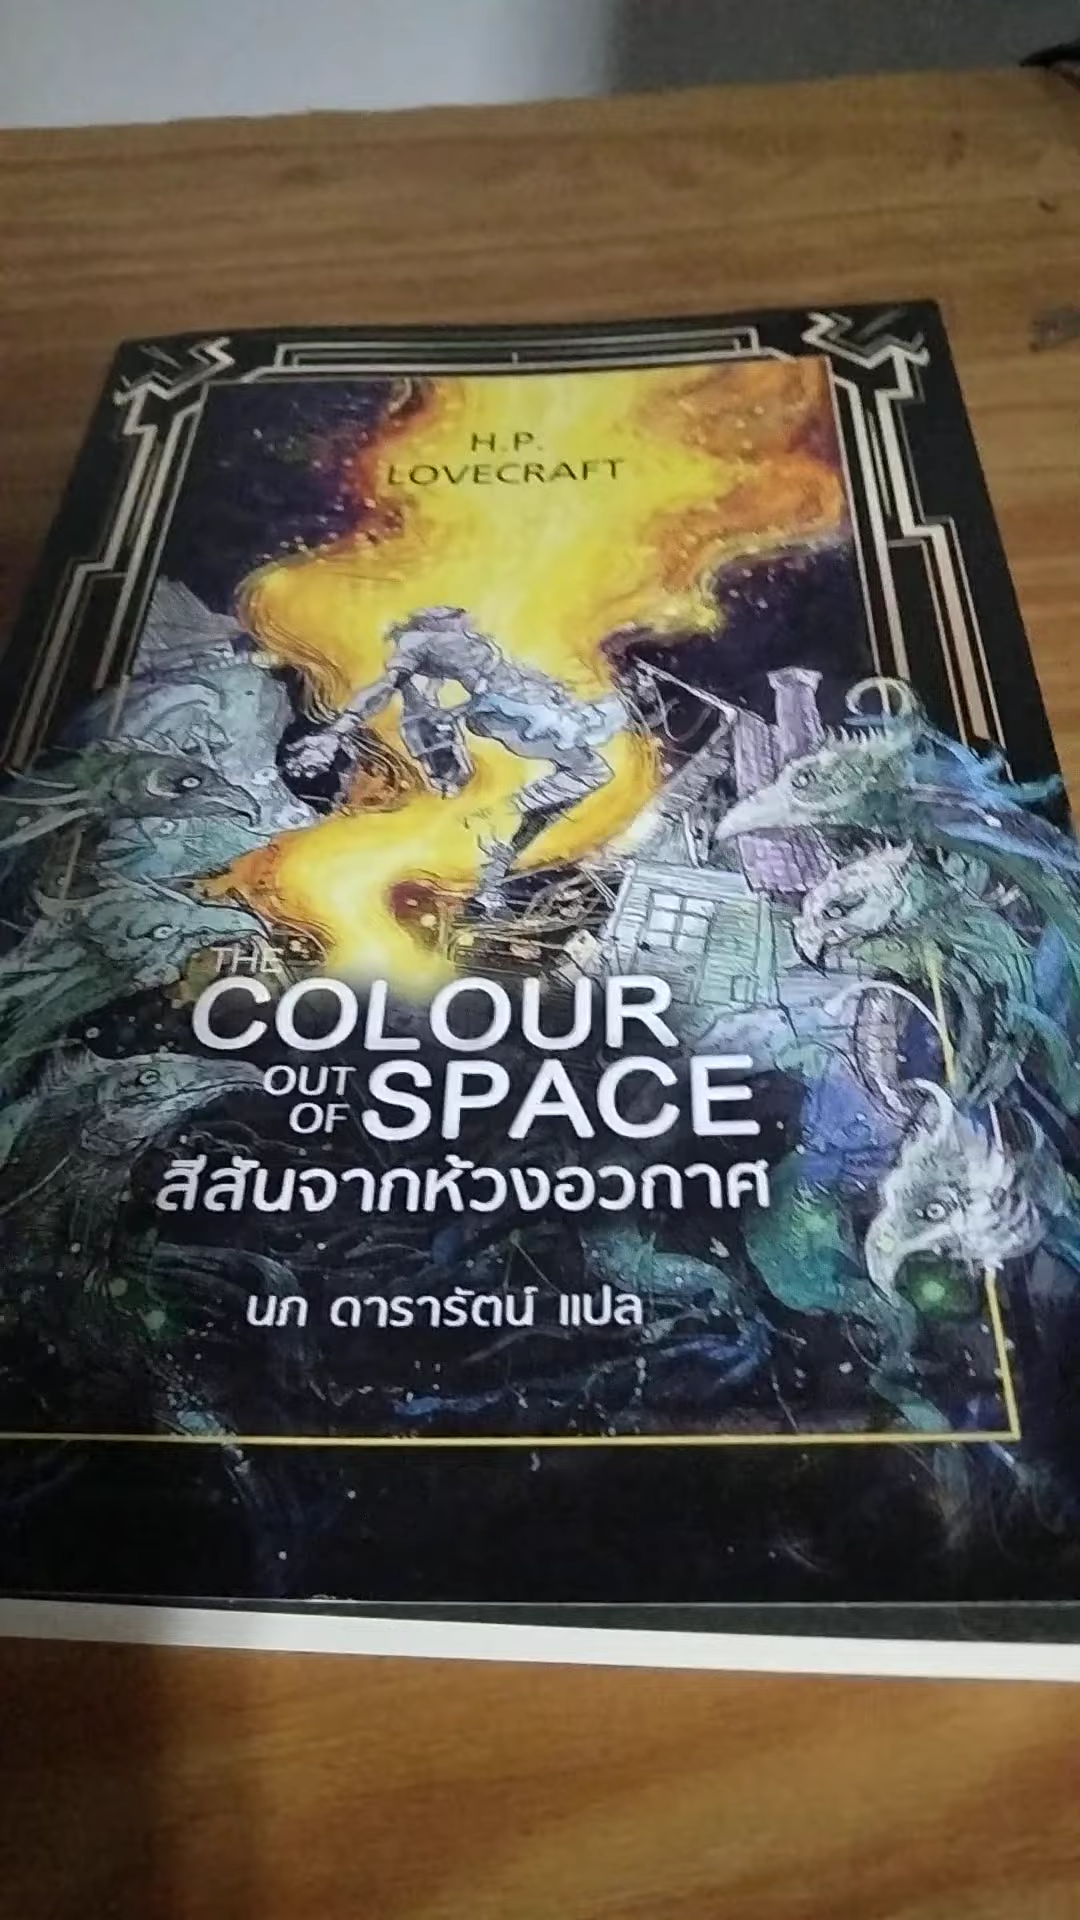 H.P.
LOVECRAFT
THE
COLOUR
OUT
OF SPACE
สีสันจากห้วงอวกาศ
นภ ดารารัตน์ แปล